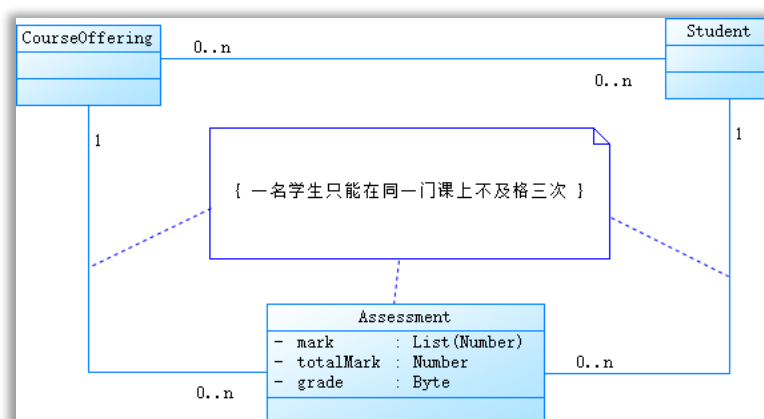 CourseOffering
Student
0..n
0..n
1
1
{ 一名学生只能在同一门课上不及格三次 }
Assessment
- mark : List(Number)
- totalMark : Number
- grade : Byte
0..n
0..n